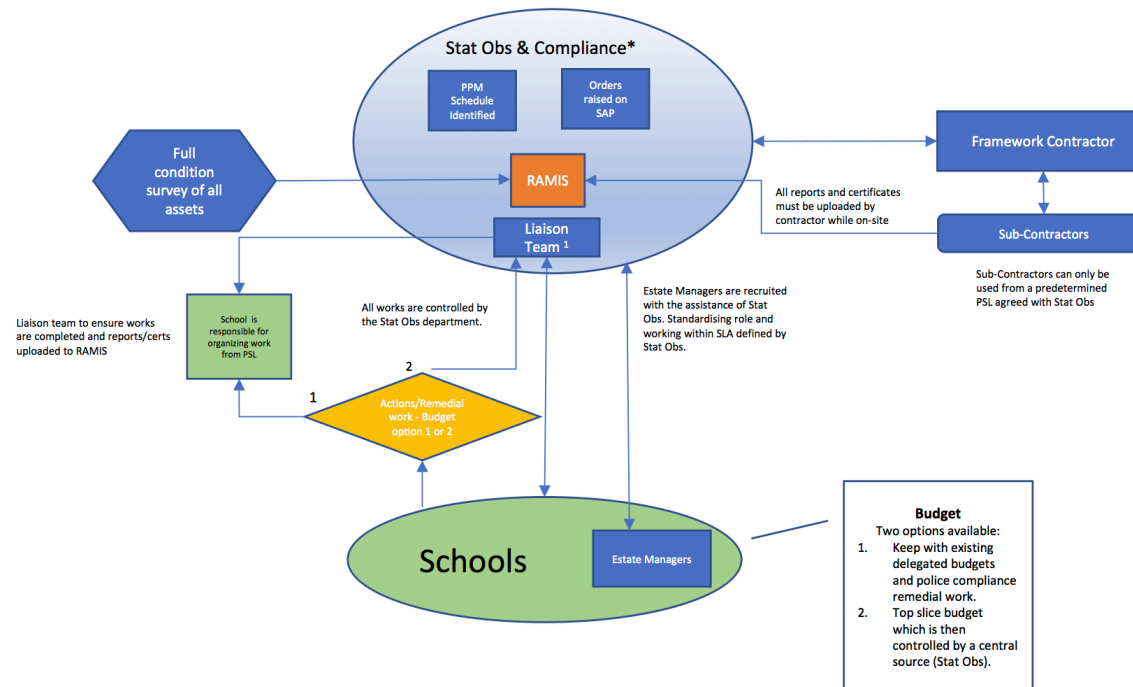 Stat Obs & Compliance*
PPM
Schedule
Identified
Orders
raised on
SAP
Full
condition
survey of all
assets
RAMIS
Framework Contractor
All reports and certificates
must be uploaded by
contractor while on-site
Sub-Contractors
Liaison
Team 1
Sub-Contractors can only be
used from a predetermined
PSL agreed with Stat Obs
Liaison team to ensure works
are completed and reports/certs
uploaded to RAMIS
School is
responsible for
organizing work
from PSL
All works are controlled by
the Stat Obs department.
Estate Managers are recruited
with the assistance of Stat
Obs. Standardising role and
working within SLA defined by
Stat Obs.
2
1
Actions/Remedial
work - Budget
option 1 or 2
Schools
Estate Managers
Budget
Two options available:
1. Keep with existing
delegated budgets
and police compliance
remedial work.
2. Top slice budget
which is then
controlled by a central
source (Stat Obs).